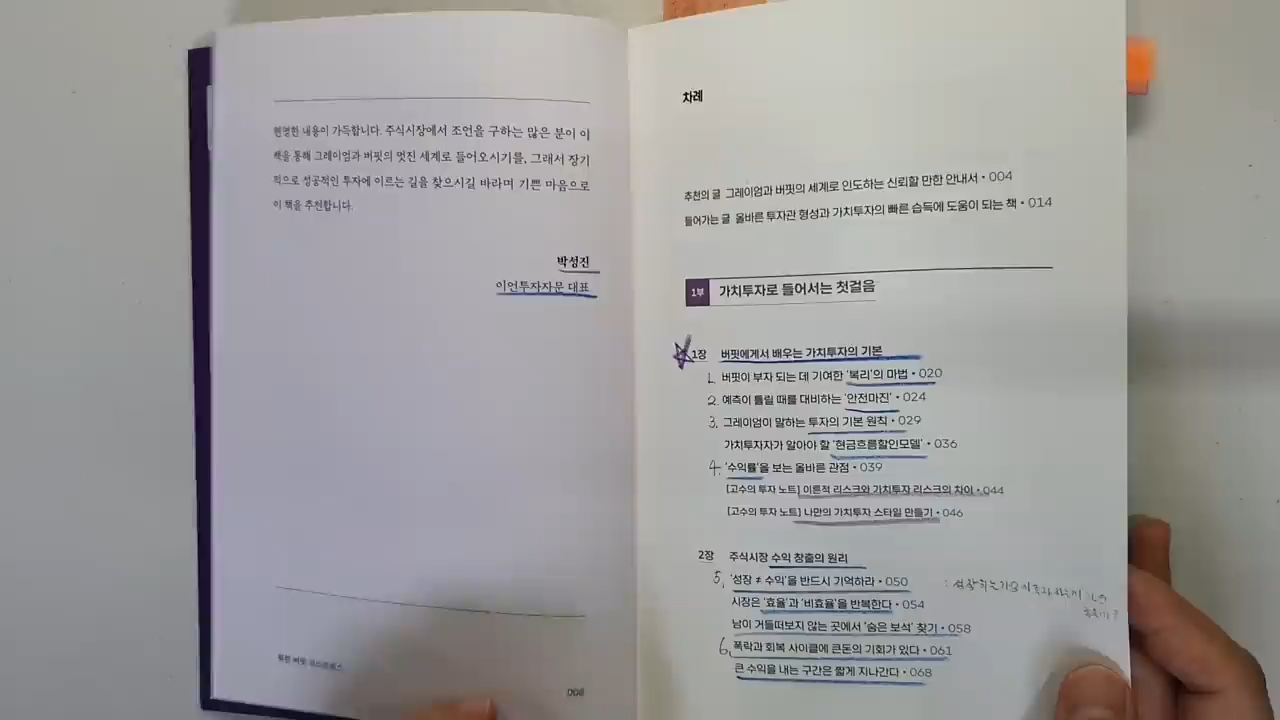 현명한 내용이 가득합니다. 주식시장에서 조언을 구하는 많은 분이 이
책을 통해 그레이엄과 버핏의 멋진 세계로 들어오시기를, 그래서 장기
적으로 성공적인 투자에 이르는 길을 찾으시길 바라며 기쁜 마음으로
이 책을 추천합니다.
박성진
이언투자자문 대표
008
차례
추천의 글 그레이엄과 버핏의 세계로 인도하는 신뢰할 만한 안내서 • 004
들어가는 글 올바른 투자관 형성과 가치투자의 빠른 습득에 도움이 되는 책 • 014
1부 가치투자로 들어서는 첫걸음
1장 버핏에게서 배우는 가치투자의 기본
1. 버핏이 부자 되는 데 기여한 '복리'의 마법 • 020
2. 예측이 틀릴 때를 대비하는 '안전마진' • 024
3. 그레이엄이 말하는 투자의 기본 원칙 • 029
가치투자자가 알아야 할 '현금흐름할인모델' • 036
4. '수익률'을 보는 올바른 관점 • 039
[고수의 투자 노트] 이론적 리스크와 가치투자 리스크의 차이 • 044
[고수의 투자 노트] 나만의 가치투자 스타일 만들기 • 046
2장 주식시장 수익 창출의 원리
5. '성장 ≠ 수익'을 반드시 기억하라 • 050
시장은 '효율'과 '비효율'을 반복한다 • 054
남이 거들떠보지 않는 곳에서 '숨은 보석' 찾기 • 058
6. 폭락과 회복 사이클에 큰돈의 기회가 있다 • 061
큰 수익을 내는 구간은 짧게 지나간다 • 068